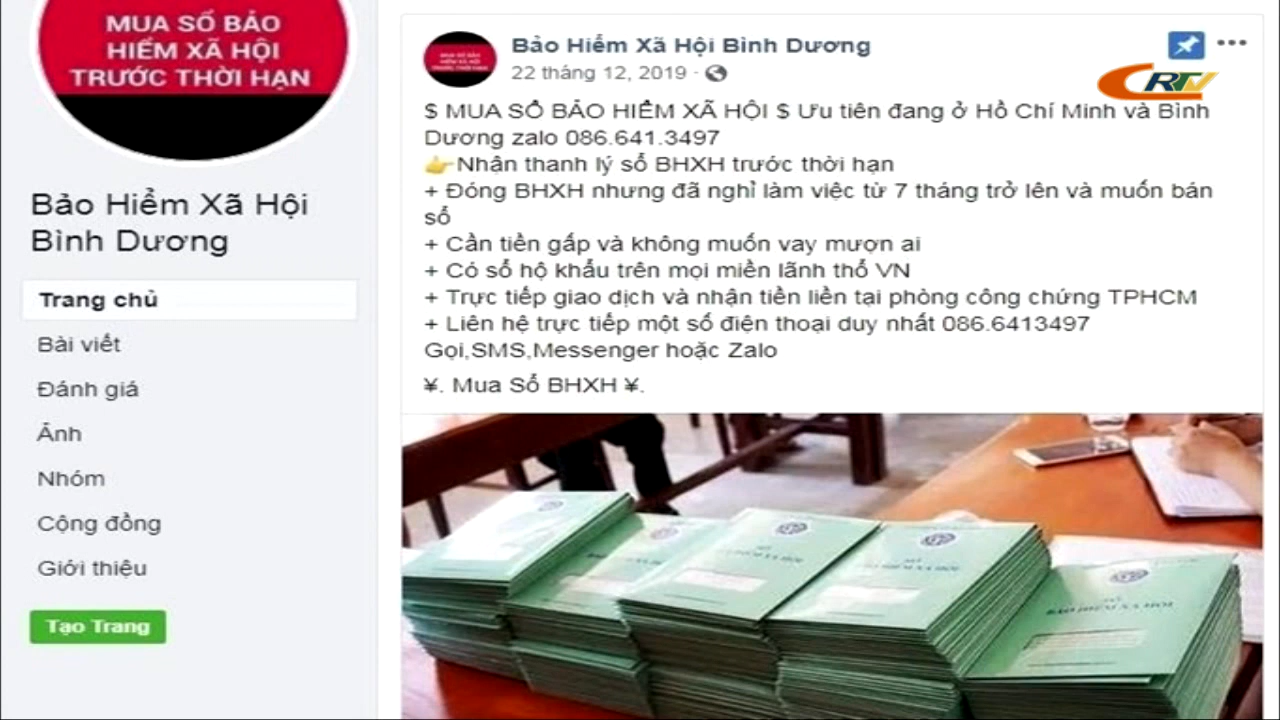 MUA SỔ BẢO
HIỂM XÃ HỘI
TRƯỚC THỜI HẠN
Bảo Hiểm Xã Hội
Bình Dương
Trang chủ
Bài viết
Đánh giá
Ảnh
Nhóm
Cộng đồng
Giới thiệu
Tạo Trang
Bảo Hiểm Xã Hội Bình Dương
22 tháng 12, 2019 ·
CRTV
$ MUA SỔ BẢO HIỂM XÃ HỘI $ Ưu tiên đang ở Hồ Chí Minh và Bình
Dương zalo 086.641.3497
👉Nhận thanh lý sổ BHXH trước thời hạn
+ Đóng BHXH nhưng đã nghỉ làm việc từ 7 tháng trở lên và muốn bán
sổ
+ Cần tiền gấp và không muốn vay mượn ai
+ Có sổ hộ khẩu trên mọi miền lãnh thổ VN
+ Trực tiếp giao dịch và nhận tiền liền tại phòng công chứng TPHCM
+ Liên hệ trực tiếp một số điện thoại duy nhất 086.6413497
Gọi,SMS,Messenger hoặc Zalo
¥. Mua Sổ BHXH ¥.
SỔ
BẢO HIỂM XÃ HỘI